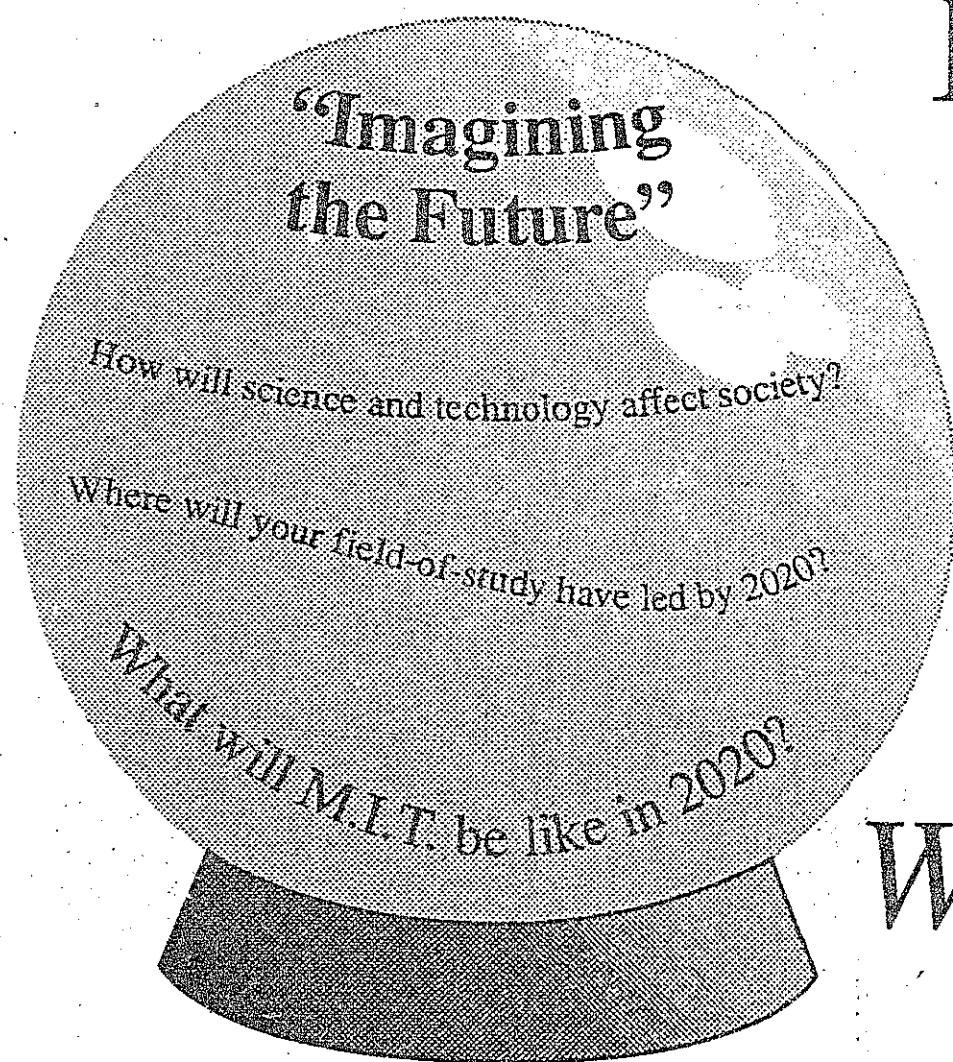 “Imagining
the Future”
How will science and technology affect society?
Where will your field-of-study have led by 2020?
What will M.I.T. be like in 2020?
W